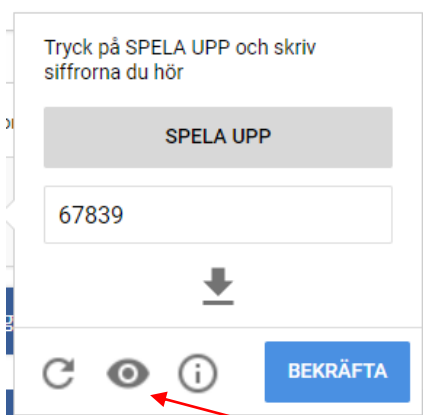 Tryck på SPELA UPP och skriv
siffrorna du hör
SPELA UPP
67839
BEKRÄFTA